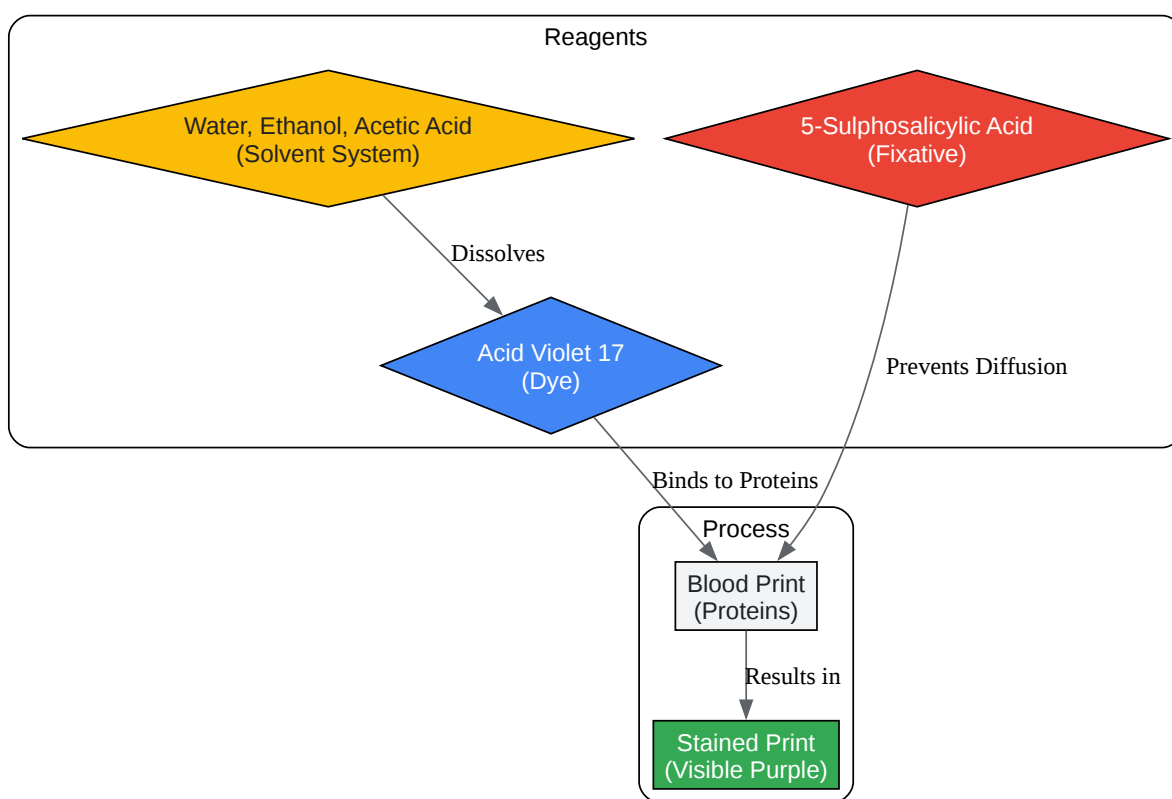 Reagents
Water, Ethanol, Acetic Acid
(Solvent System)
5-Sulphosalicylic Acid
(Fixative)
Dissolves
Acid Violet 17
(Dye)
Prevents Diffusion
Binds to Proteins
Process
Blood Print
(Proteins)
Results in
Stained Print
(Visible Purple)